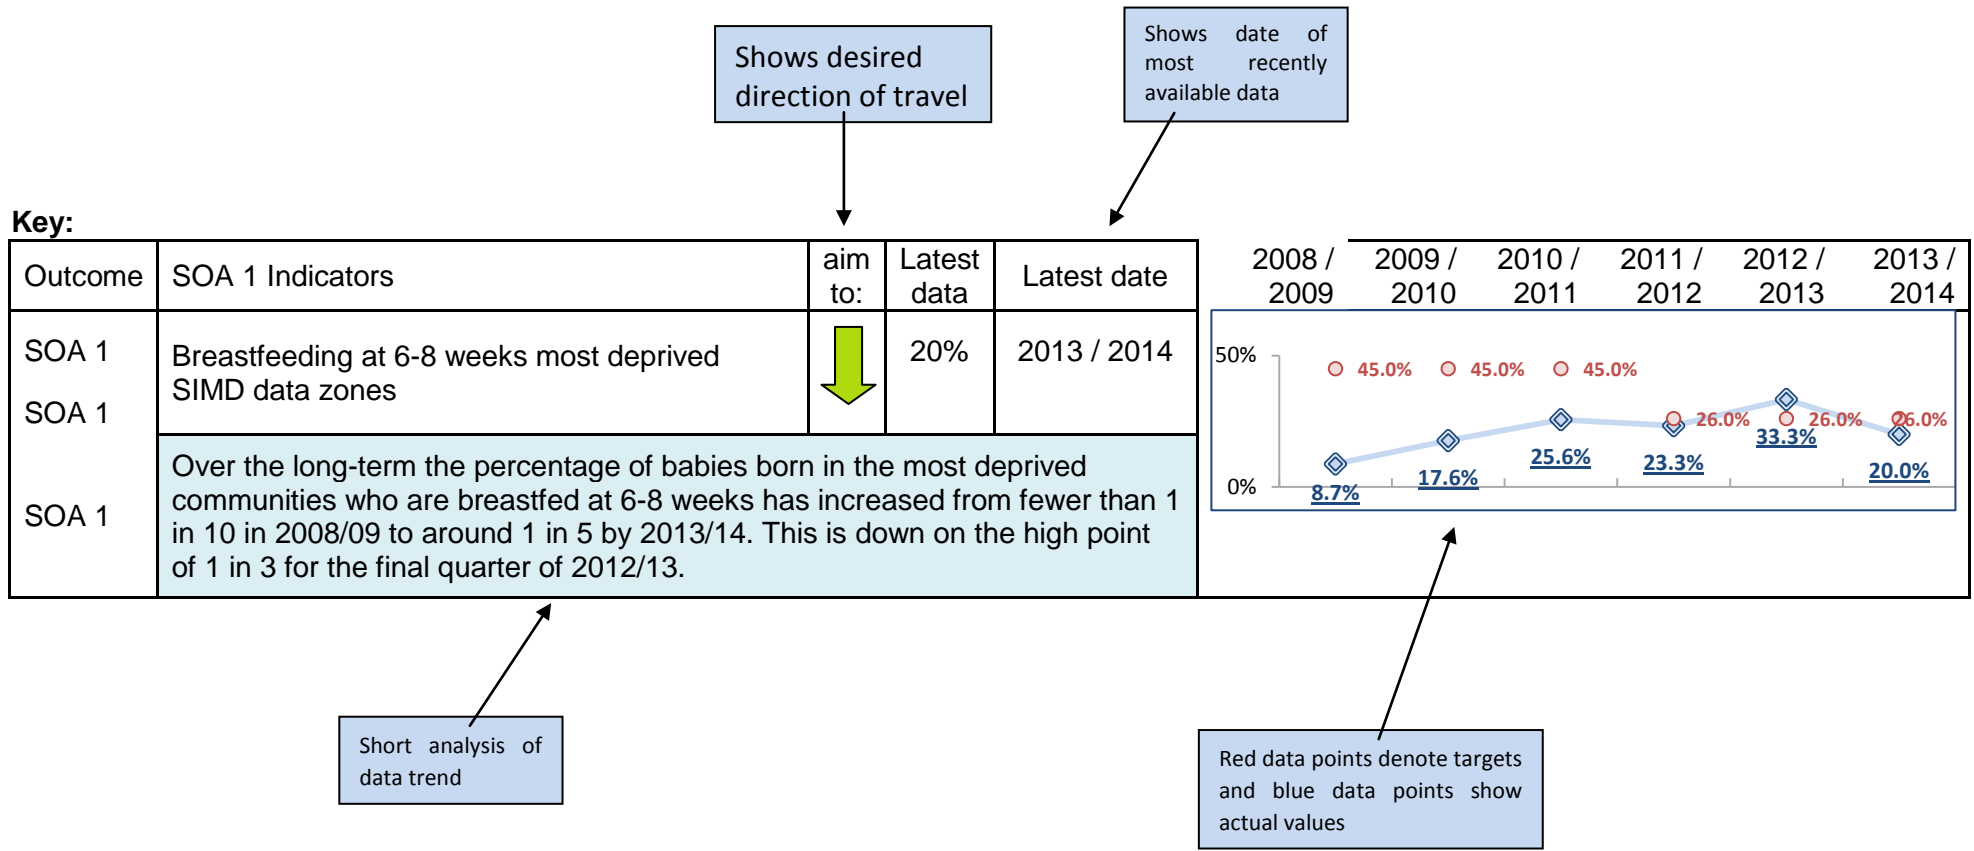 Shows desired
direction of travel
Shows date of
most recently
available data
Key:
Outcome
SOA 1 Indicators
aim
to:
Latest
data
Latest date
2008 /
2009
2009 /
2010
2010 /
2011
2011 /
2012
2012 /
2013
2013 /
2014
SOA 1
SOA 1
SOA 1
Breastfeeding at 6-8 weeks most deprived
SIMD data zones
20%
2013 / 2014
Over the long-term the percentage of babies born in the most deprived
communities who are breastfed at 6-8 weeks has increased from fewer than 1
in 10 in 2008/09 to around 1 in 5 by 2013/14. This is down on the high point
of 1 in 3 for the final quarter of 2012/13.
50%
0%
45.0%
45.0%
45.0%
26.0%
26.0%
26.0%
8.7%
17.6%
25.6%
23.3%
33.3%
20.0%
Short analysis of
data trend
Red data points denote targets
and blue data points show
actual values